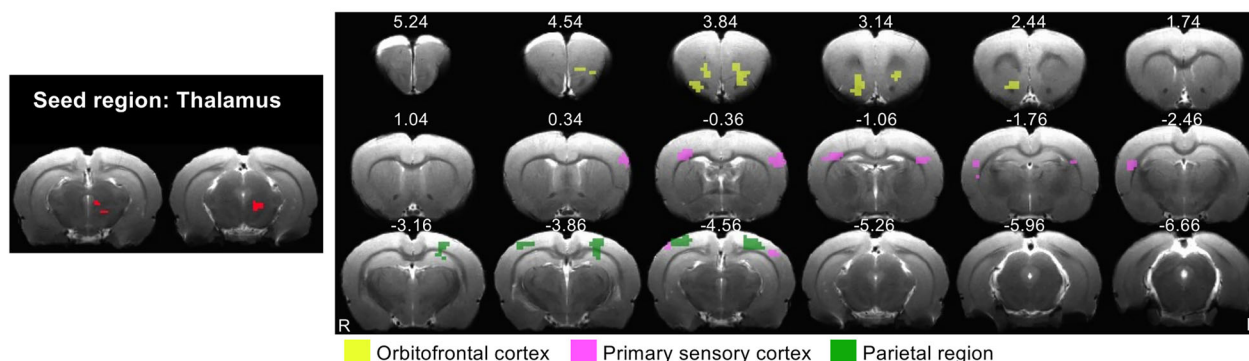 Seed region: Thalamus
5.24 4.54 3.84 3.14 2.44 1.74
1.04 0.34 -0.36 -1.06 -1.76 -2.46
-3.16 -3.86 -4.56 -5.26 -5.96 -6.66
R
Orbitofrontal cortex Primary sensory cortex Parietal region